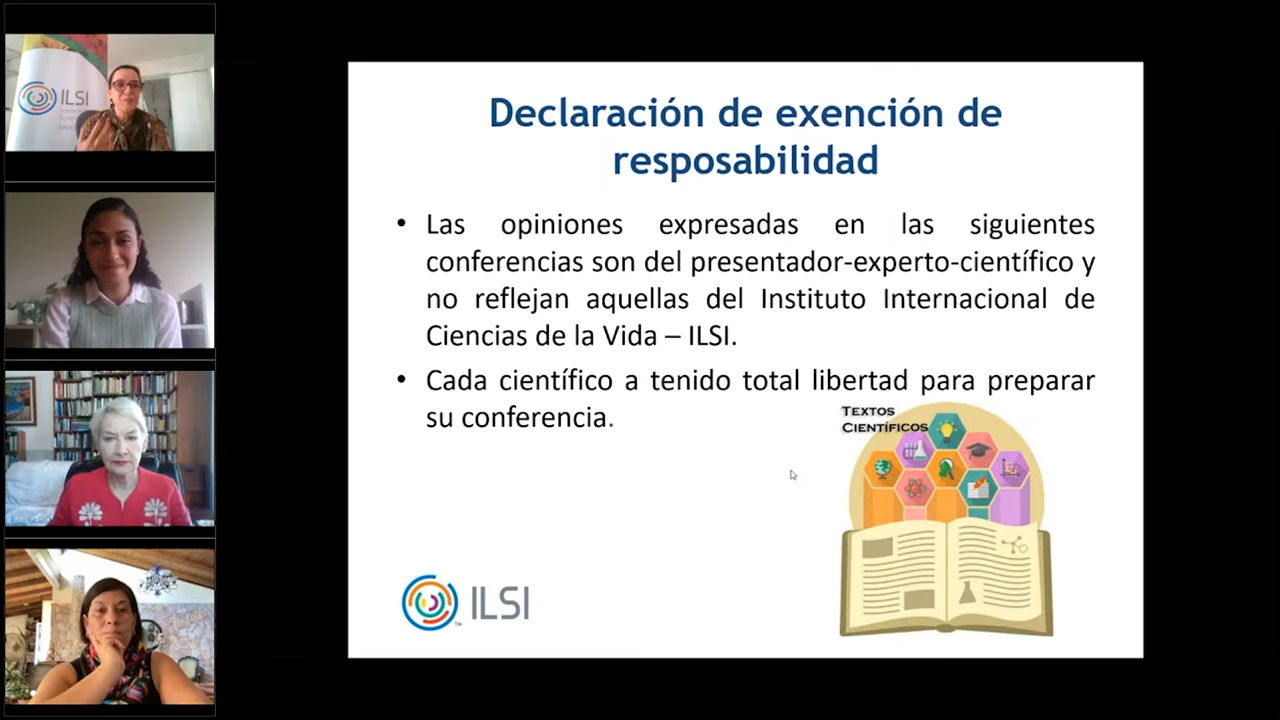 ILSI
Declaración de exención de
resposabilidad
• Las opiniones expresadas en las siguientes
conferencias son del presentador-experto-científico y
no reflejan aquellas del Instituto Internacional de
Ciencias de la Vida – ILSI.
• Cada científico a tenido total libertad para preparar
su conferencia.
TEXTOS
CIENTÍFICOS
ILSI